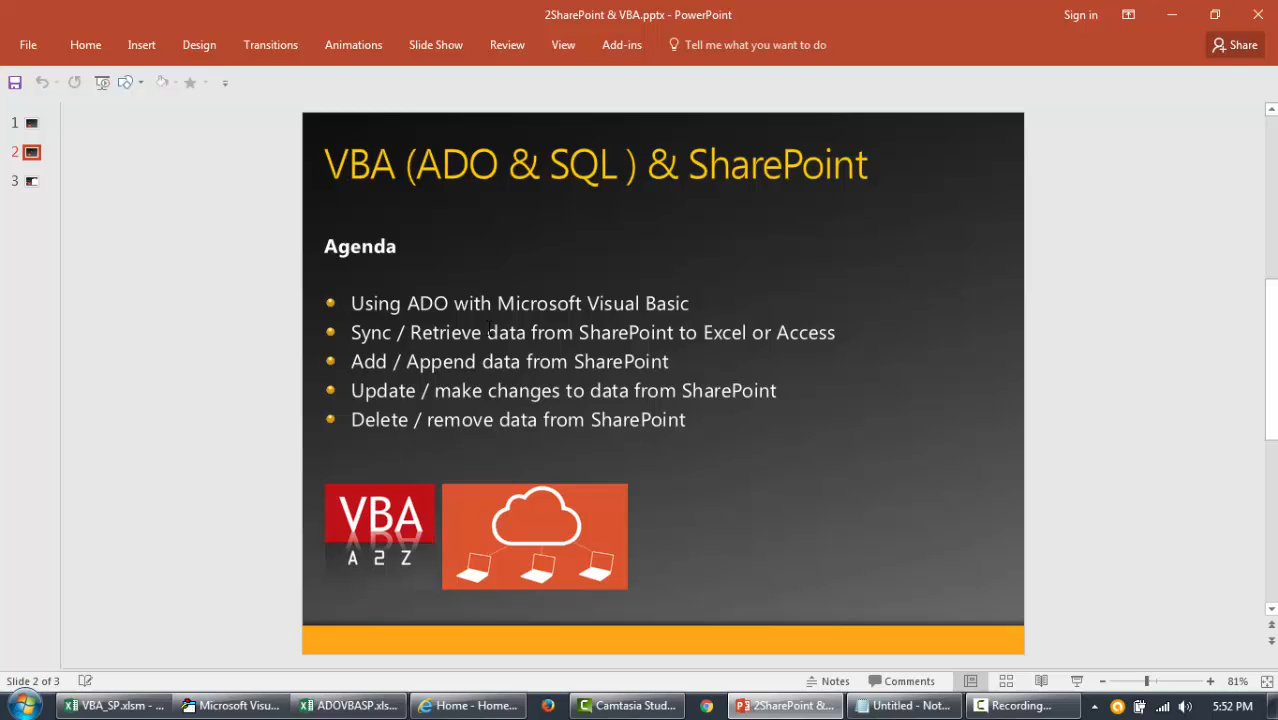 2SharePoint & VBA.pptx - PowerPoint
Sign in
File Home Insert Design Transitions Animations Slide Show Review View Add-ins Tell me what you want to do Share
1
2
3
VBA (ADO & SQL ) & SharePoint
Agenda
Using ADO with Microsoft Visual Basic
Sync / Retrieve data from SharePoint to Excel or Access
Add / Append data from SharePoint
Update / make changes to data from SharePoint
Delete / remove data from SharePoint
VBA
A 2 Z
Slide 2 of 3
Notes
Comments
81%
VBA_SP.xlsm - ...
Microsoft Visu...
ADOVBASP.xls...
Home - Home...
Camtasia Stud...
2SharePoint &...
Untitled - Not...
Recording...
5:52 PM